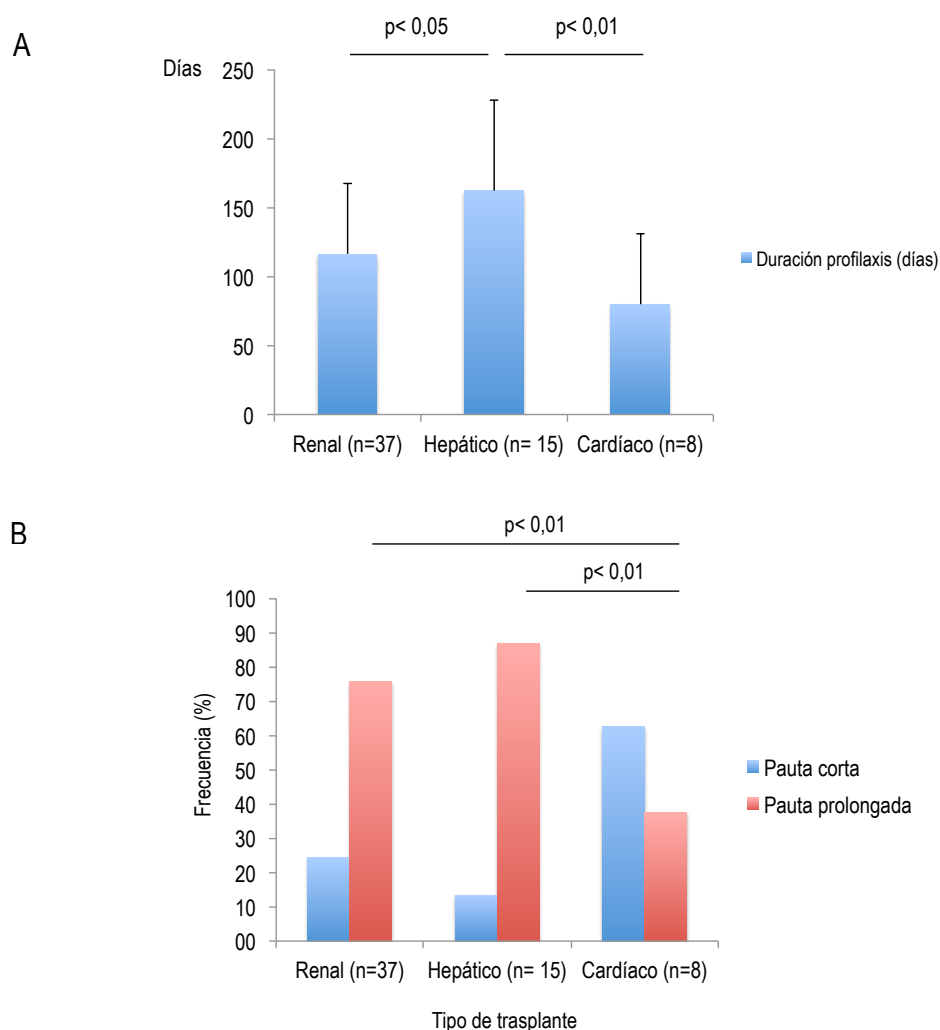 A
p< 0,05
p< 0,01
Días
250
200
150
100
50
0
Duración profilaxis (días)
Renal (n=37)
Hepático (n= 15)
Cardíaco (n=8)
B
p< 0,01
p< 0,01
Frecuencia (%)
100
90
80
70
60
50
40
30
20
10
00
Pauta corta
Pauta prolongada
Renal (n=37)
Hepático (n= 15)
Cardíaco (n=8)
Tipo de trasplante